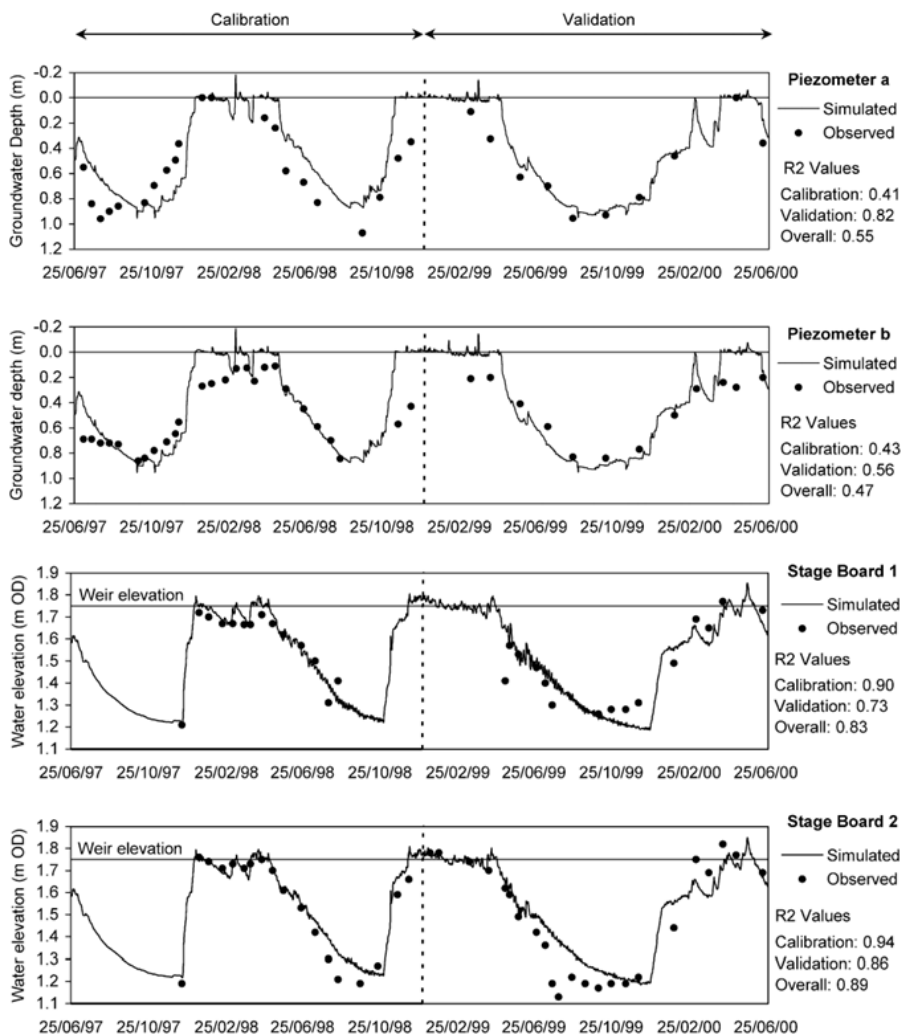 Calibration Validation
-0.2
0.0
0.2
0.4
0.6
0.8
1.0
1.2
Groundwater Depth (m)
25/06/97 25/10/97 25/02/98 25/06/98 25/10/98 25/02/99 25/06/99 25/10/99 25/02/00 25/06/00
Piezometer a
Simulated
Observed
R2 Values
Calibration: 0.41
Validation: 0.82
Overall: 0.55
-0.2
0.0
0.2
0.4
0.6
0.8
1.0
1.2
Groundwater depth (m)
25/06/97 25/10/97 25/02/98 25/06/98 25/10/98 25/02/99 25/06/99 25/10/99 25/02/00 25/06/00
Piezometer b
Simulated
Observed
R2 Values
Calibration: 0.43
Validation: 0.56
Overall: 0.47
1.9
1.8
1.7
1.6
1.5
1.4
1.3
1.2
1.1
Water elevation (m OD)
Weir elevation
25/06/97 25/10/97 25/02/98 25/06/98 25/10/98 25/02/99 25/06/99 25/10/99 25/02/00 25/06/00
Stage Board 1
Simulated
Observed
R2 Values
Calibration: 0.90
Validation: 0.73
Overall: 0.83
1.9
1.8
1.7
1.6
1.5
1.4
1.3
1.2
1.1
Water elevation (m OD)
Weir elevation
25/06/97 25/10/97 25/02/98 25/06/98 25/10/98 25/02/99 25/06/99 25/10/99 25/02/00 25/06/00
Stage Board 2
Simulated
Observed
R2 Values
Calibration: 0.94
Validation: 0.86
Overall: 0.89